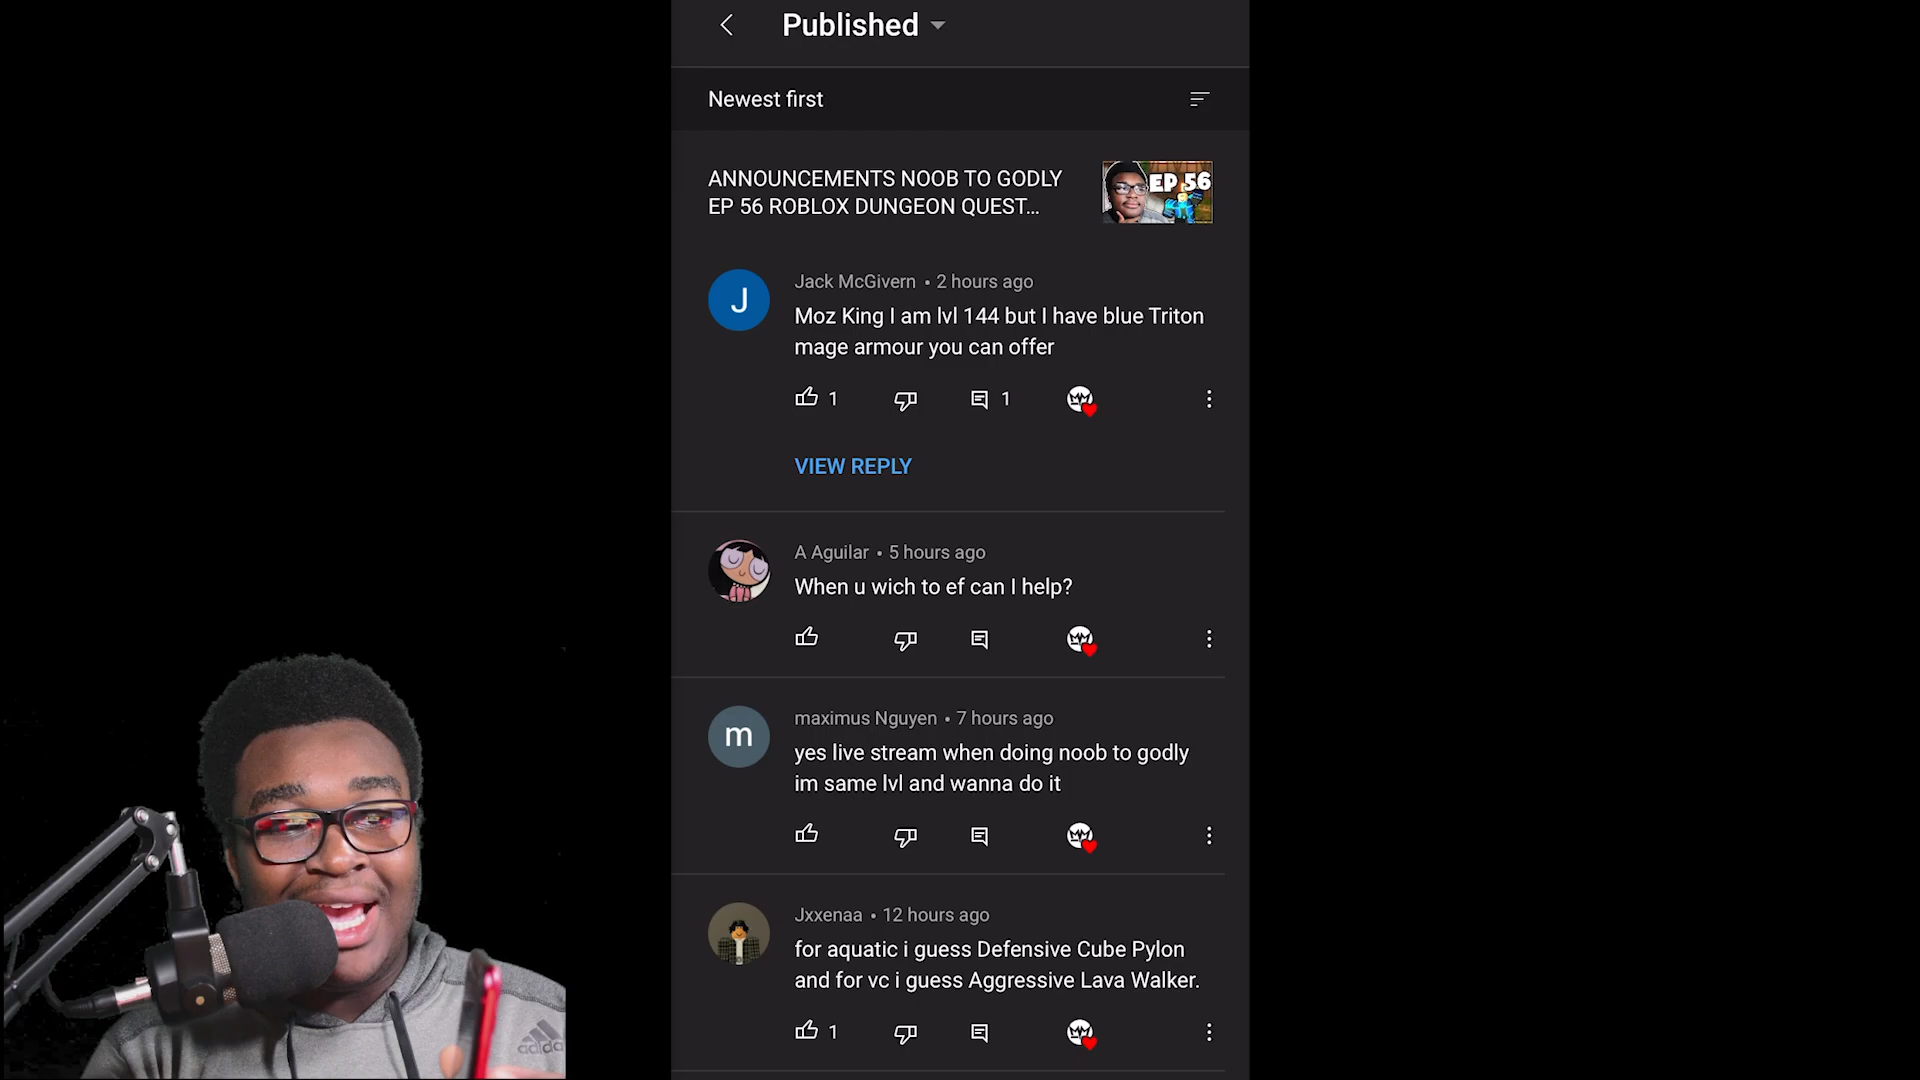 Published
Newest first
ANNOUNCEMENTS NOOB TO GODLY
EP 56 ROBLOX DUNGEON QUEST...
EP 56
J
Jack McGivern • 2 hours ago
Moz King I am lvl 144 but I have blue Triton
mage armour you can offer
1
1
VIEW REPLY
A Aguilar • 5 hours ago
When u wich to ef can I help?
m
maximus Nguyen • 7 hours ago
yes live stream when doing noob to godly
im same lvl and wanna do it
Jxxenaa • 12 hours ago
for aquatic i guess Defensive Cube Pylon
and for vc i guess Aggressive Lava Walker.
1
adidas